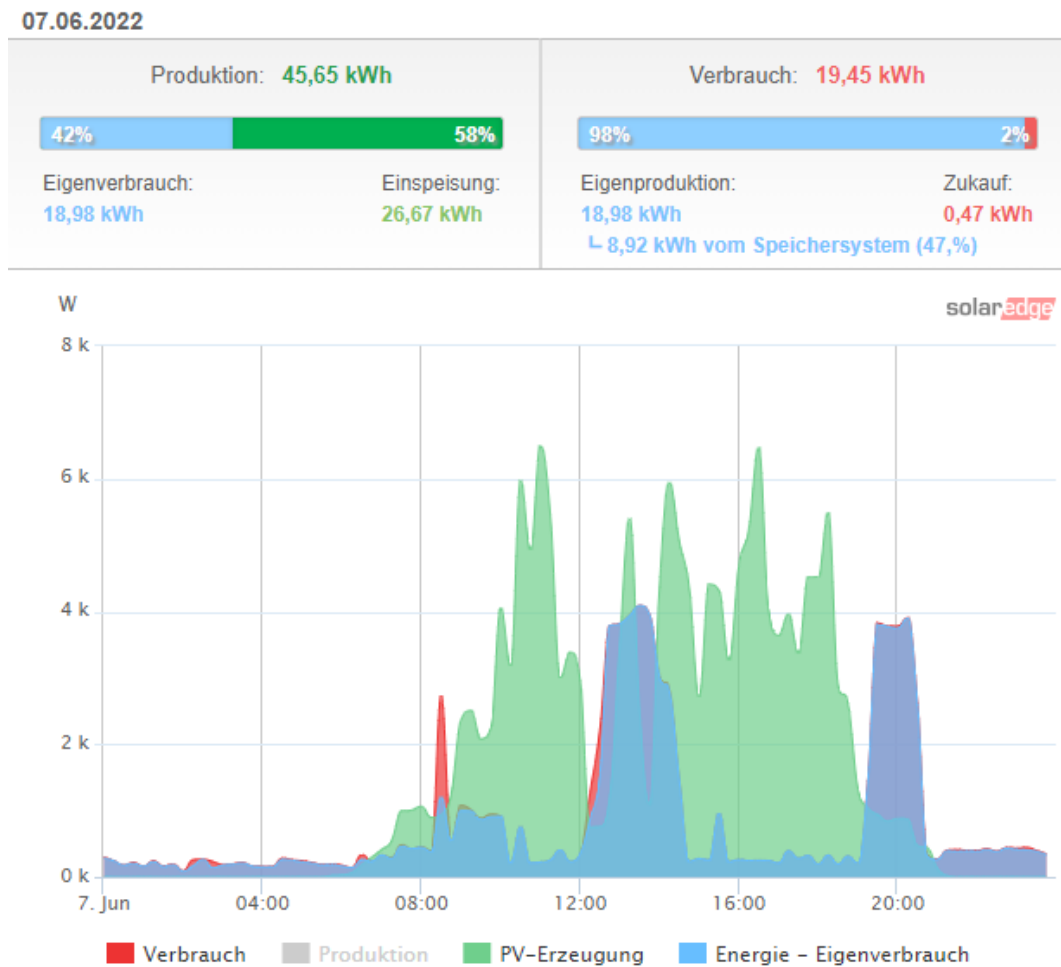 07.06.2022
Produktion: 45,65 kWh
Verbrauch: 19,45 kWh
42% 58%
98% 2%
Eigenverbrauch: Einspeisung:
18,98 kWh 26,67 kWh
Eigenproduktion: Zukauf:
18,98 kWh 0,47 kWh
8,92 kWh vom Speichersystem (47,%)
W
solaredge
8 k
6 k
4 k
2 k
0 k
7. Jun 04:00 08:00 12:00 16:00 20:00
Verbrauch Produktion PV-Erzeugung Energie - Eigenverbrauch